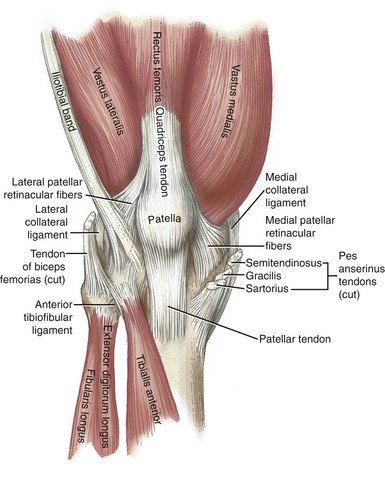 Iliotibial band
Vastus lateralis
Rectus femoris
Vastus medialis
Quadriceps tendon
Patella
Lateral patellar
retinacular fibers
Lateral
collateral
ligament
Tendon
of biceps
femorias (cut)
Anterior
tibiofibular
ligament
Medial
collateral
ligament
Medial patellar
retinacular
fibers
Semitendinosus
Gracilis
Sartorius
Pes
anserinus
tendons
(cut)
Patellar tendon
Fibularis longus
Extensor digitorum longus
Tibialis anterior